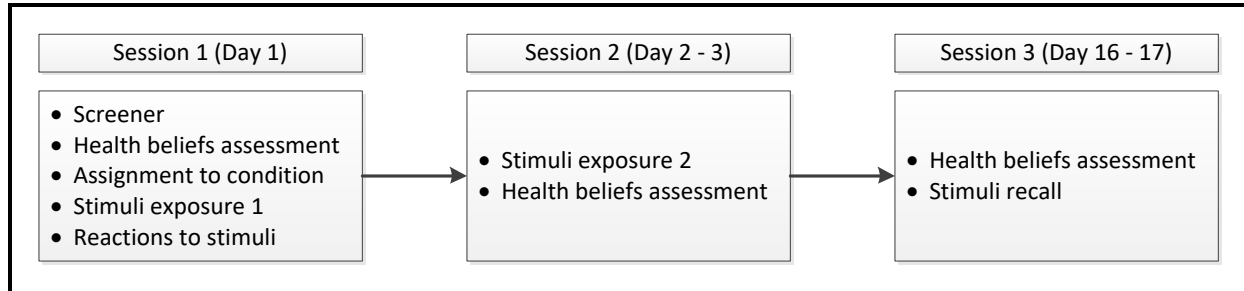 Session 1 (Day 1)
• Screener
• Health beliefs assessment
• Assignment to condition
• Stimuli exposure 1
• Reactions to stimuli
Session 2 (Day 2 - 3)
• Stimuli exposure 2
• Health beliefs assessment
Session 3 (Day 16 - 17)
• Health beliefs assessment
• Stimuli recall